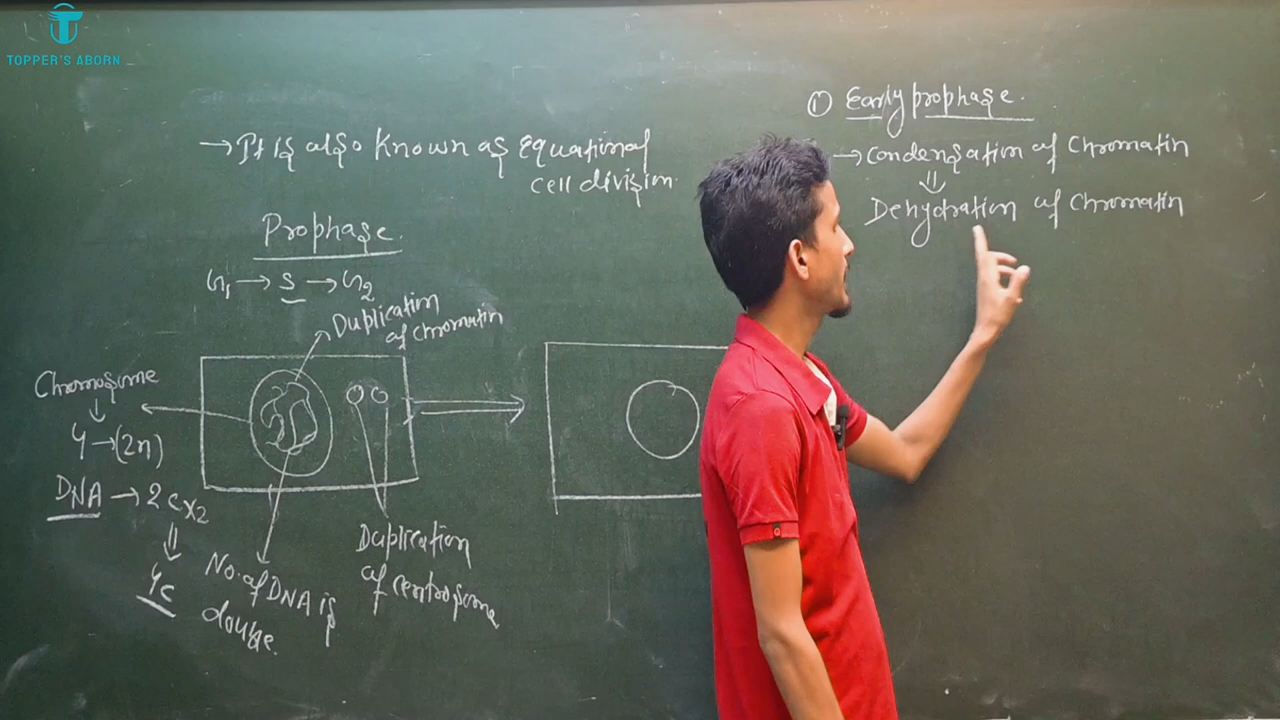 TOPPER'S ABORN
① Early prophase.
→ It is also known as Equational
cell division.
→ Condensation of Chromatin
⇓
Dehydration of Chromatin
Prophase.
G₁ → S → G₂
Duplication
of chromatin
Chromosome
↓
4 → (2n)
DNA → 2c x2
⇓
4c
No. of DNA is
double.
Duplication
of centrosome